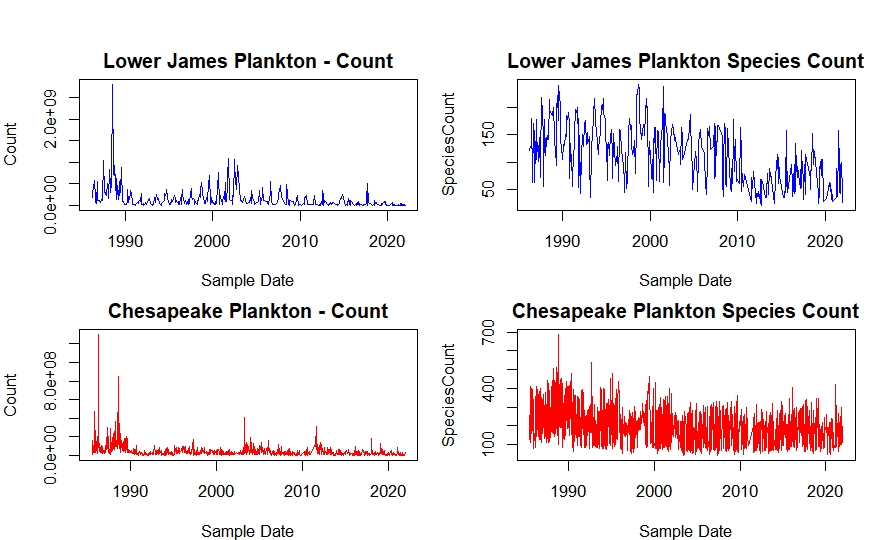 Lower James Plankton - Count
Count
0.0e+00 2.0e+09
1990 2000 2010 2020
Sample Date
Lower James Plankton Species Count
SpeciesCount
50 150
1990 2000 2010 2020
Sample Date
Chesapeake Plankton - Count
Count
0.0e+00 8.0e+08
1990 2000 2010 2020
Sample Date
Chesapeake Plankton Species Count
SpeciesCount
100 400 700
1990 2000 2010 2020
Sample Date